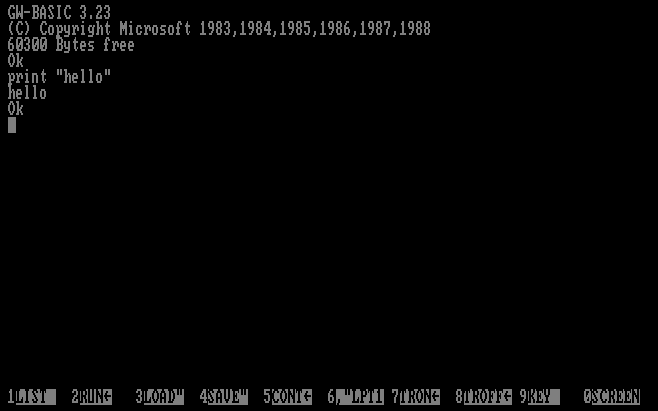 GW-BASIC 3.23
(C) Copyright Microsoft 1983,1984,1985,1986,1987,1988
60300 Bytes free
Ok
print "hello"
hello
Ok
1LIST 2RUN← 3LOAD" 4SAVE" 5CONT← 6,"LPT1 7TRON← 8TROFF← 9KEY 0SCREEN